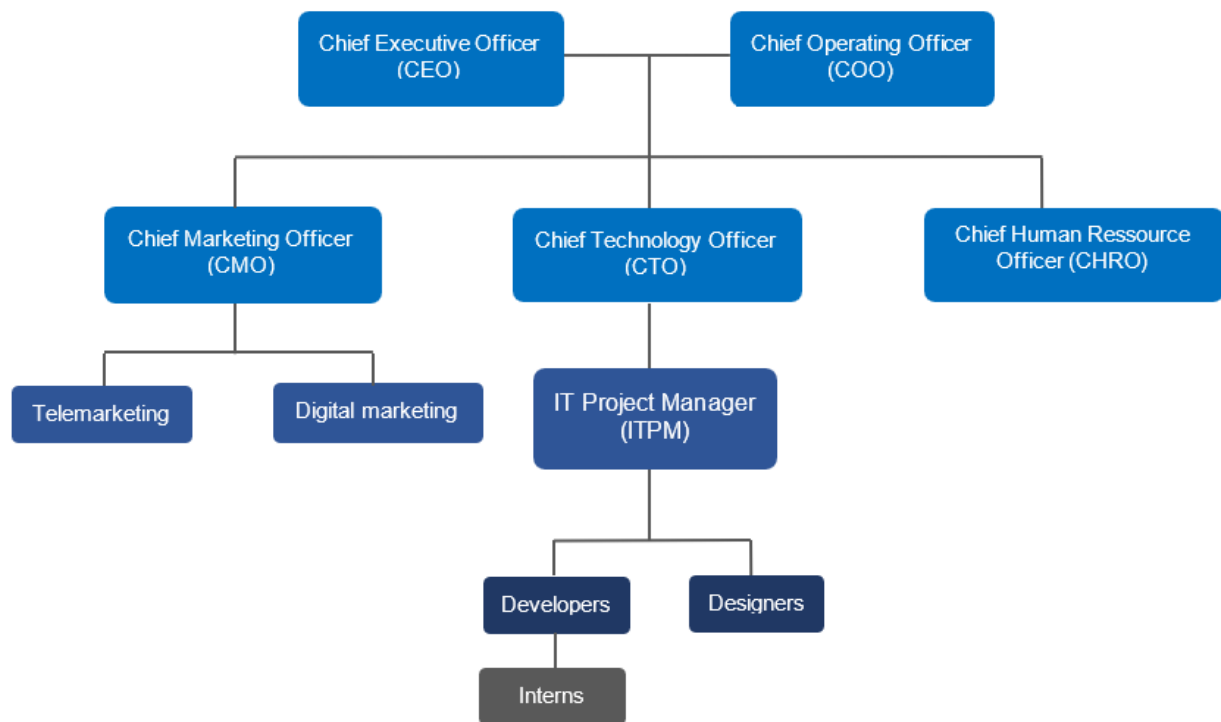 Chief Executive Officer
(CEO)
Chief Operating Officer
(COO)
Chief Marketing Officer
(CMO)
Chief Technology Officer
(CTO)
Chief Human Ressource
Officer (CHRO)
Telemarketing
Digital marketing
IT Project Manager
(ITPM)
Developers
Designers
Interns